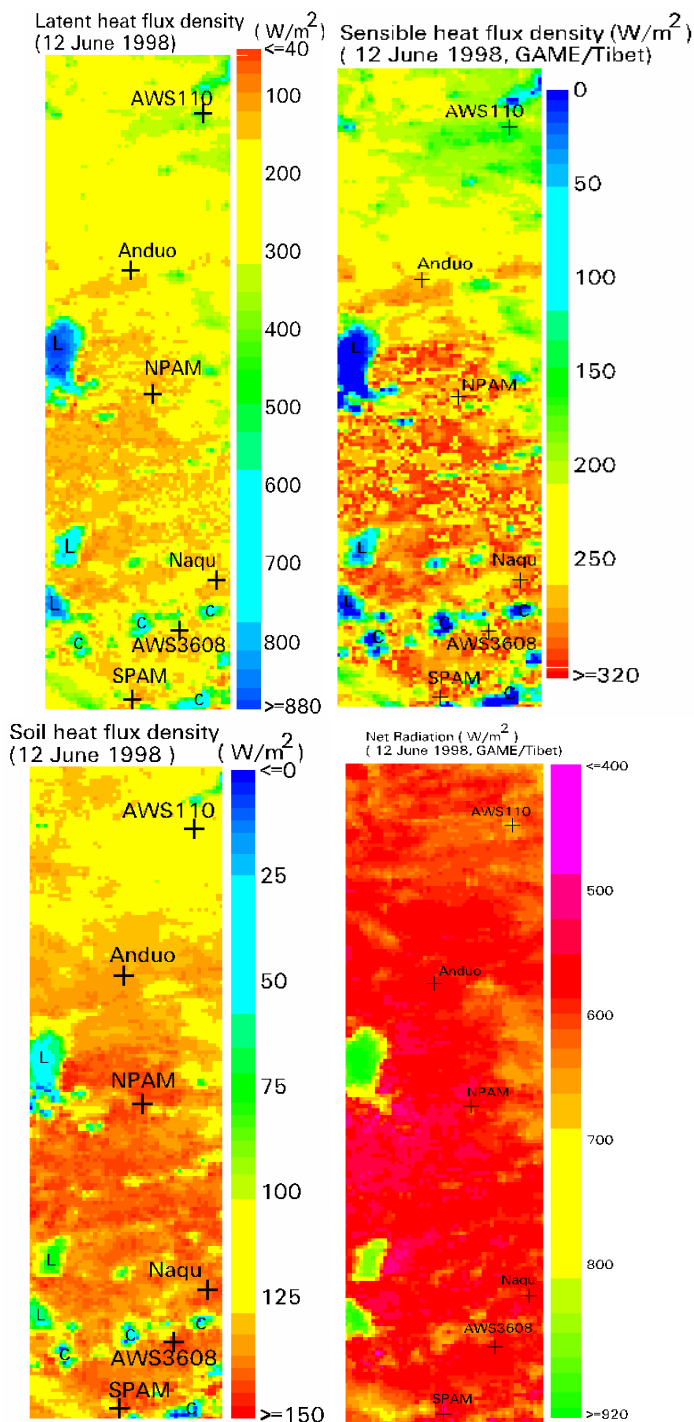 Latent heat flux density
(12 June 1998)
( W/m²)
<=40
100
200
300
400
500
600
700
800
>=880
AWS110
Anduo
L
NPAM
L
Naqu
L
C
C
C
AWS3608
SPAM
C
Sensible heat flux density (W/m²)
( 12 June 1998, GAME/Tibet)
0
50
100
150
200
250
>=320
AWS110
Anduo
L
NPAM
L
Naqu
L
C
C
C
AWS3608
SPAM
C
Soil heat flux density
(12 June 1998 )
( W/m²)
<=0
25
50
75
100
125
>=150
AWS110
Anduo
L
NPAM
L
Naqu
L
C
C
C
AWS3608
SPAM
C
Net Radiation ( W/m²)
( 12 June 1998, GAME/Tibet)
<=400
500
600
700
800
>=920
AWS110
Anduo
NPAM
Naqu
AWS3608
SPAM